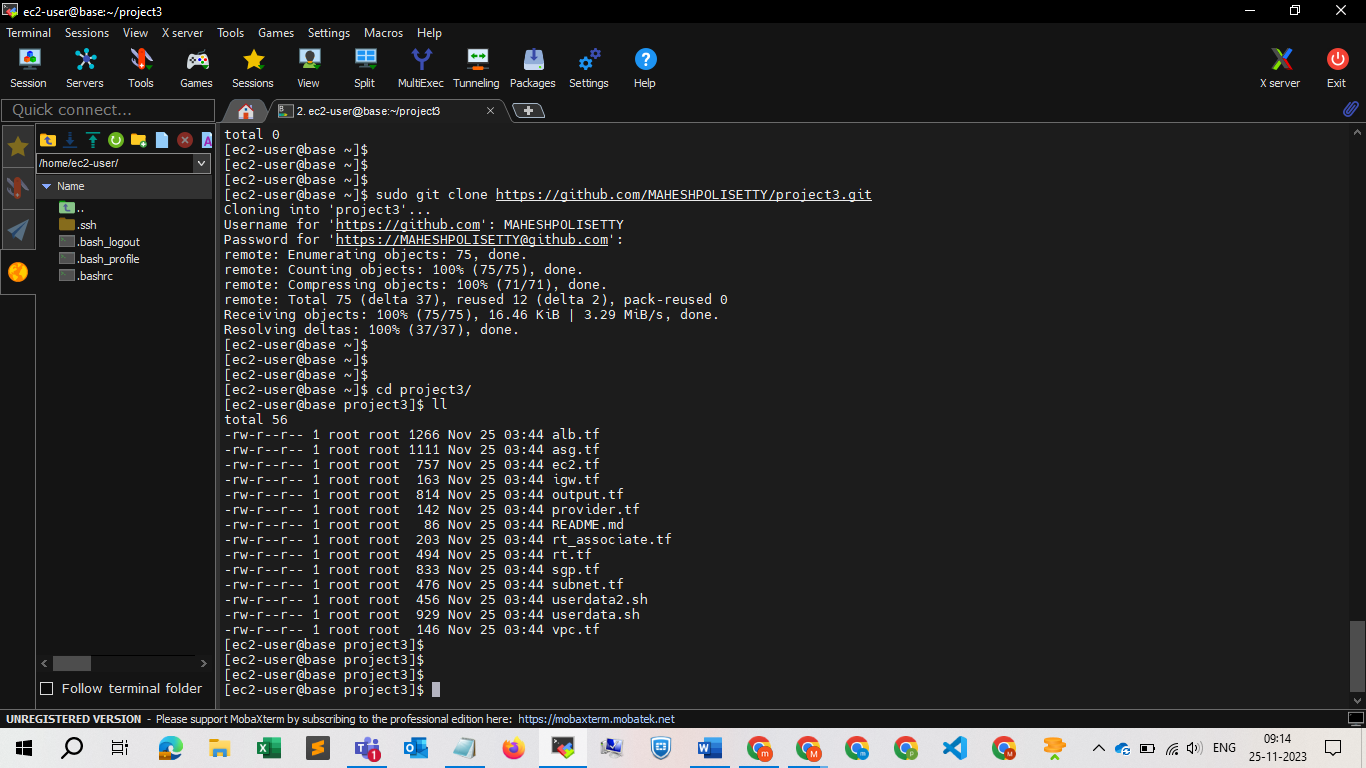 ec2-user@base:~/project3
Terminal Sessions View X server Tools Games Settings Macros Help
Session Servers Tools Games Sessions View Split MultiExec Tunneling Packages Settings Help X server Exit
Quick connect...
2. ec2-user@base:~/project3
/home/ec2-user/
Name
..
.ssh
.bash_logout
.bash_profile
.bashrc
Follow terminal folder
total 0
[ec2-user@base ~]$
[ec2-user@base ~]$
[ec2-user@base ~]$
[ec2-user@base ~]$ sudo git clone https://github.com/MAHESHPOLISETTY/project3.git
Cloning into 'project3'...
Username for 'https://github.com': MAHESHPOLISETTY
Password for 'https://MAHESHPOLISETTY@github.com':
remote: Enumerating objects: 75, done.
remote: Counting objects: 100% (75/75), done.
remote: Compressing objects: 100% (71/71), done.
remote: Total 75 (delta 37), reused 12 (delta 2), pack-reused 0
Receiving objects: 100% (75/75), 16.46 KiB | 3.29 MiB/s, done.
Resolving deltas: 100% (37/37), done.
[ec2-user@base ~]$
[ec2-user@base ~]$
[ec2-user@base ~]$
[ec2-user@base ~]$ cd project3/
[ec2-user@base project3]$ ll
total 56
-rw-r--r-- 1 root root 1266 Nov 25 03:44 alb.tf
-rw-r--r-- 1 root root 1111 Nov 25 03:44 asg.tf
-rw-r--r-- 1 root root  757 Nov 25 03:44 ec2.tf
-rw-r--r-- 1 root root  163 Nov 25 03:44 igw.tf
-rw-r--r-- 1 root root  814 Nov 25 03:44 output.tf
-rw-r--r-- 1 root root  142 Nov 25 03:44 provider.tf
-rw-r--r-- 1 root root   86 Nov 25 03:44 README.md
-rw-r--r-- 1 root root  203 Nov 25 03:44 rt_associate.tf
-rw-r--r-- 1 root root  494 Nov 25 03:44 rt.tf
-rw-r--r-- 1 root root  833 Nov 25 03:44 sgp.tf
-rw-r--r-- 1 root root  476 Nov 25 03:44 subnet.tf
-rw-r--r-- 1 root root  456 Nov 25 03:44 userdata2.sh
-rw-r--r-- 1 root root  929 Nov 25 03:44 userdata.sh
-rw-r--r-- 1 root root  146 Nov 25 03:44 vpc.tf
[ec2-user@base project3]$
[ec2-user@base project3]$
[ec2-user@base project3]$
[ec2-user@base project3]$
UNREGISTERED VERSION - Please support MobaXterm by subscribing to the professional edition here: https://mobaxterm.mobatek.net
ENG
09:14
25-11-2023